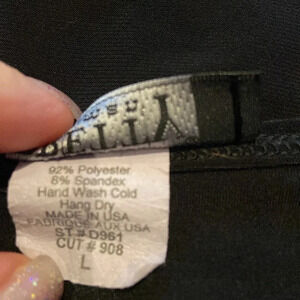 92% Polyester
8% Spandex
Hand Wash Cold
Hang Dry
MADE IN USA
FABRIQUE AUX USA
ST # D961
CUT # 908
L